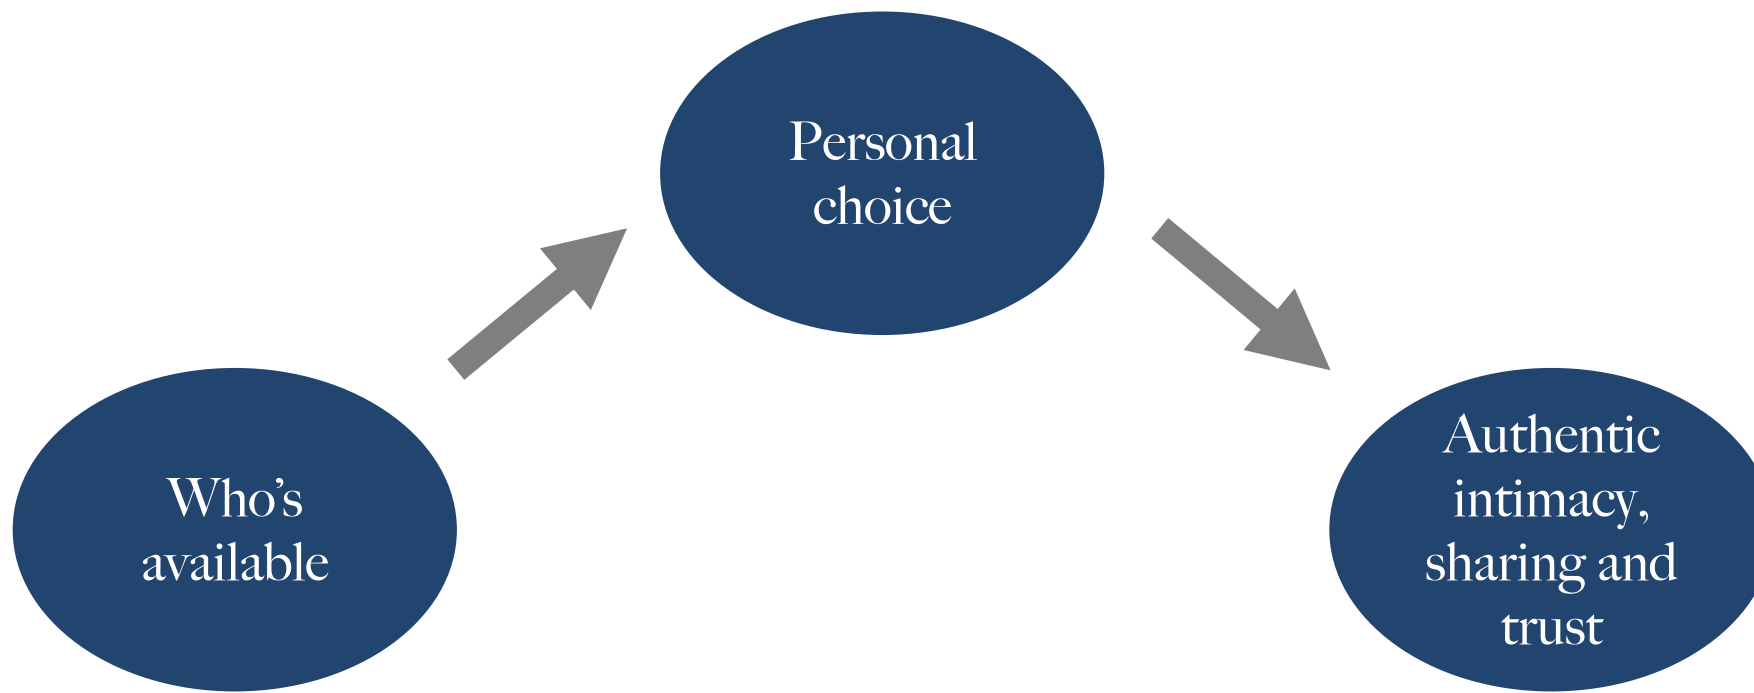 Personal
choice
Who’s
available
Authentic
intimacy,
sharing and
trust